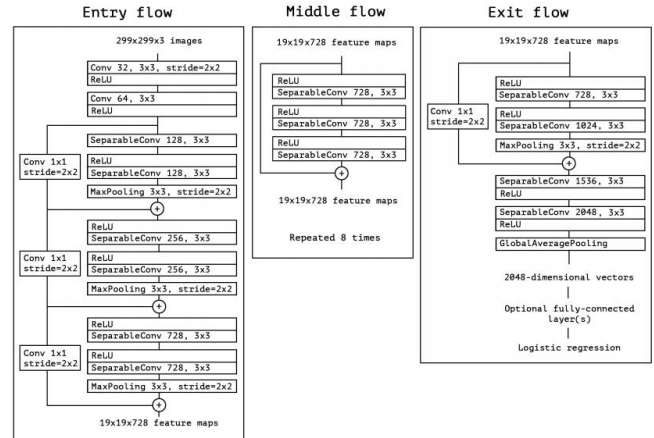 Entry flow
299x299x3 images
Conv 32, 3x3, stride=2x2
ReLU
Conv 64, 3x3
ReLU
SeparableConv 128, 3x3
Conv 1x1
stride=2x2
ReLU
SeparableConv 128, 3x3
MaxPooling 3x3, stride=2x2
+
ReLU
SeparableConv 256, 3x3
Conv 1x1
stride=2x2
ReLU
SeparableConv 256, 3x3
MaxPooling 3x3, stride=2x2
+
ReLU
SeparableConv 728, 3x3
Conv 1x1
stride=2x2
ReLU
SeparableConv 728, 3x3
MaxPooling 3x3, stride=2x2
+
19x19x728 feature maps
Middle flow
19x19x728 feature maps
ReLU
SeparableConv 728, 3x3
ReLU
SeparableConv 728, 3x3
ReLU
SeparableConv 728, 3x3
+
19x19x728 feature maps
Repeated 8 times
Exit flow
19x19x728 feature maps
ReLU
SeparableConv 728, 3x3
Conv 1x1
stride=2x2
ReLU
SeparableConv 1024, 3x3
MaxPooling 3x3, stride=2x2
+
SeparableConv 1536, 3x3
ReLU
SeparableConv 2048, 3x3
ReLU
GlobalAveragePooling
2048-dimensional vectors
Optional fully-connected
layer(s)
Logistic regression